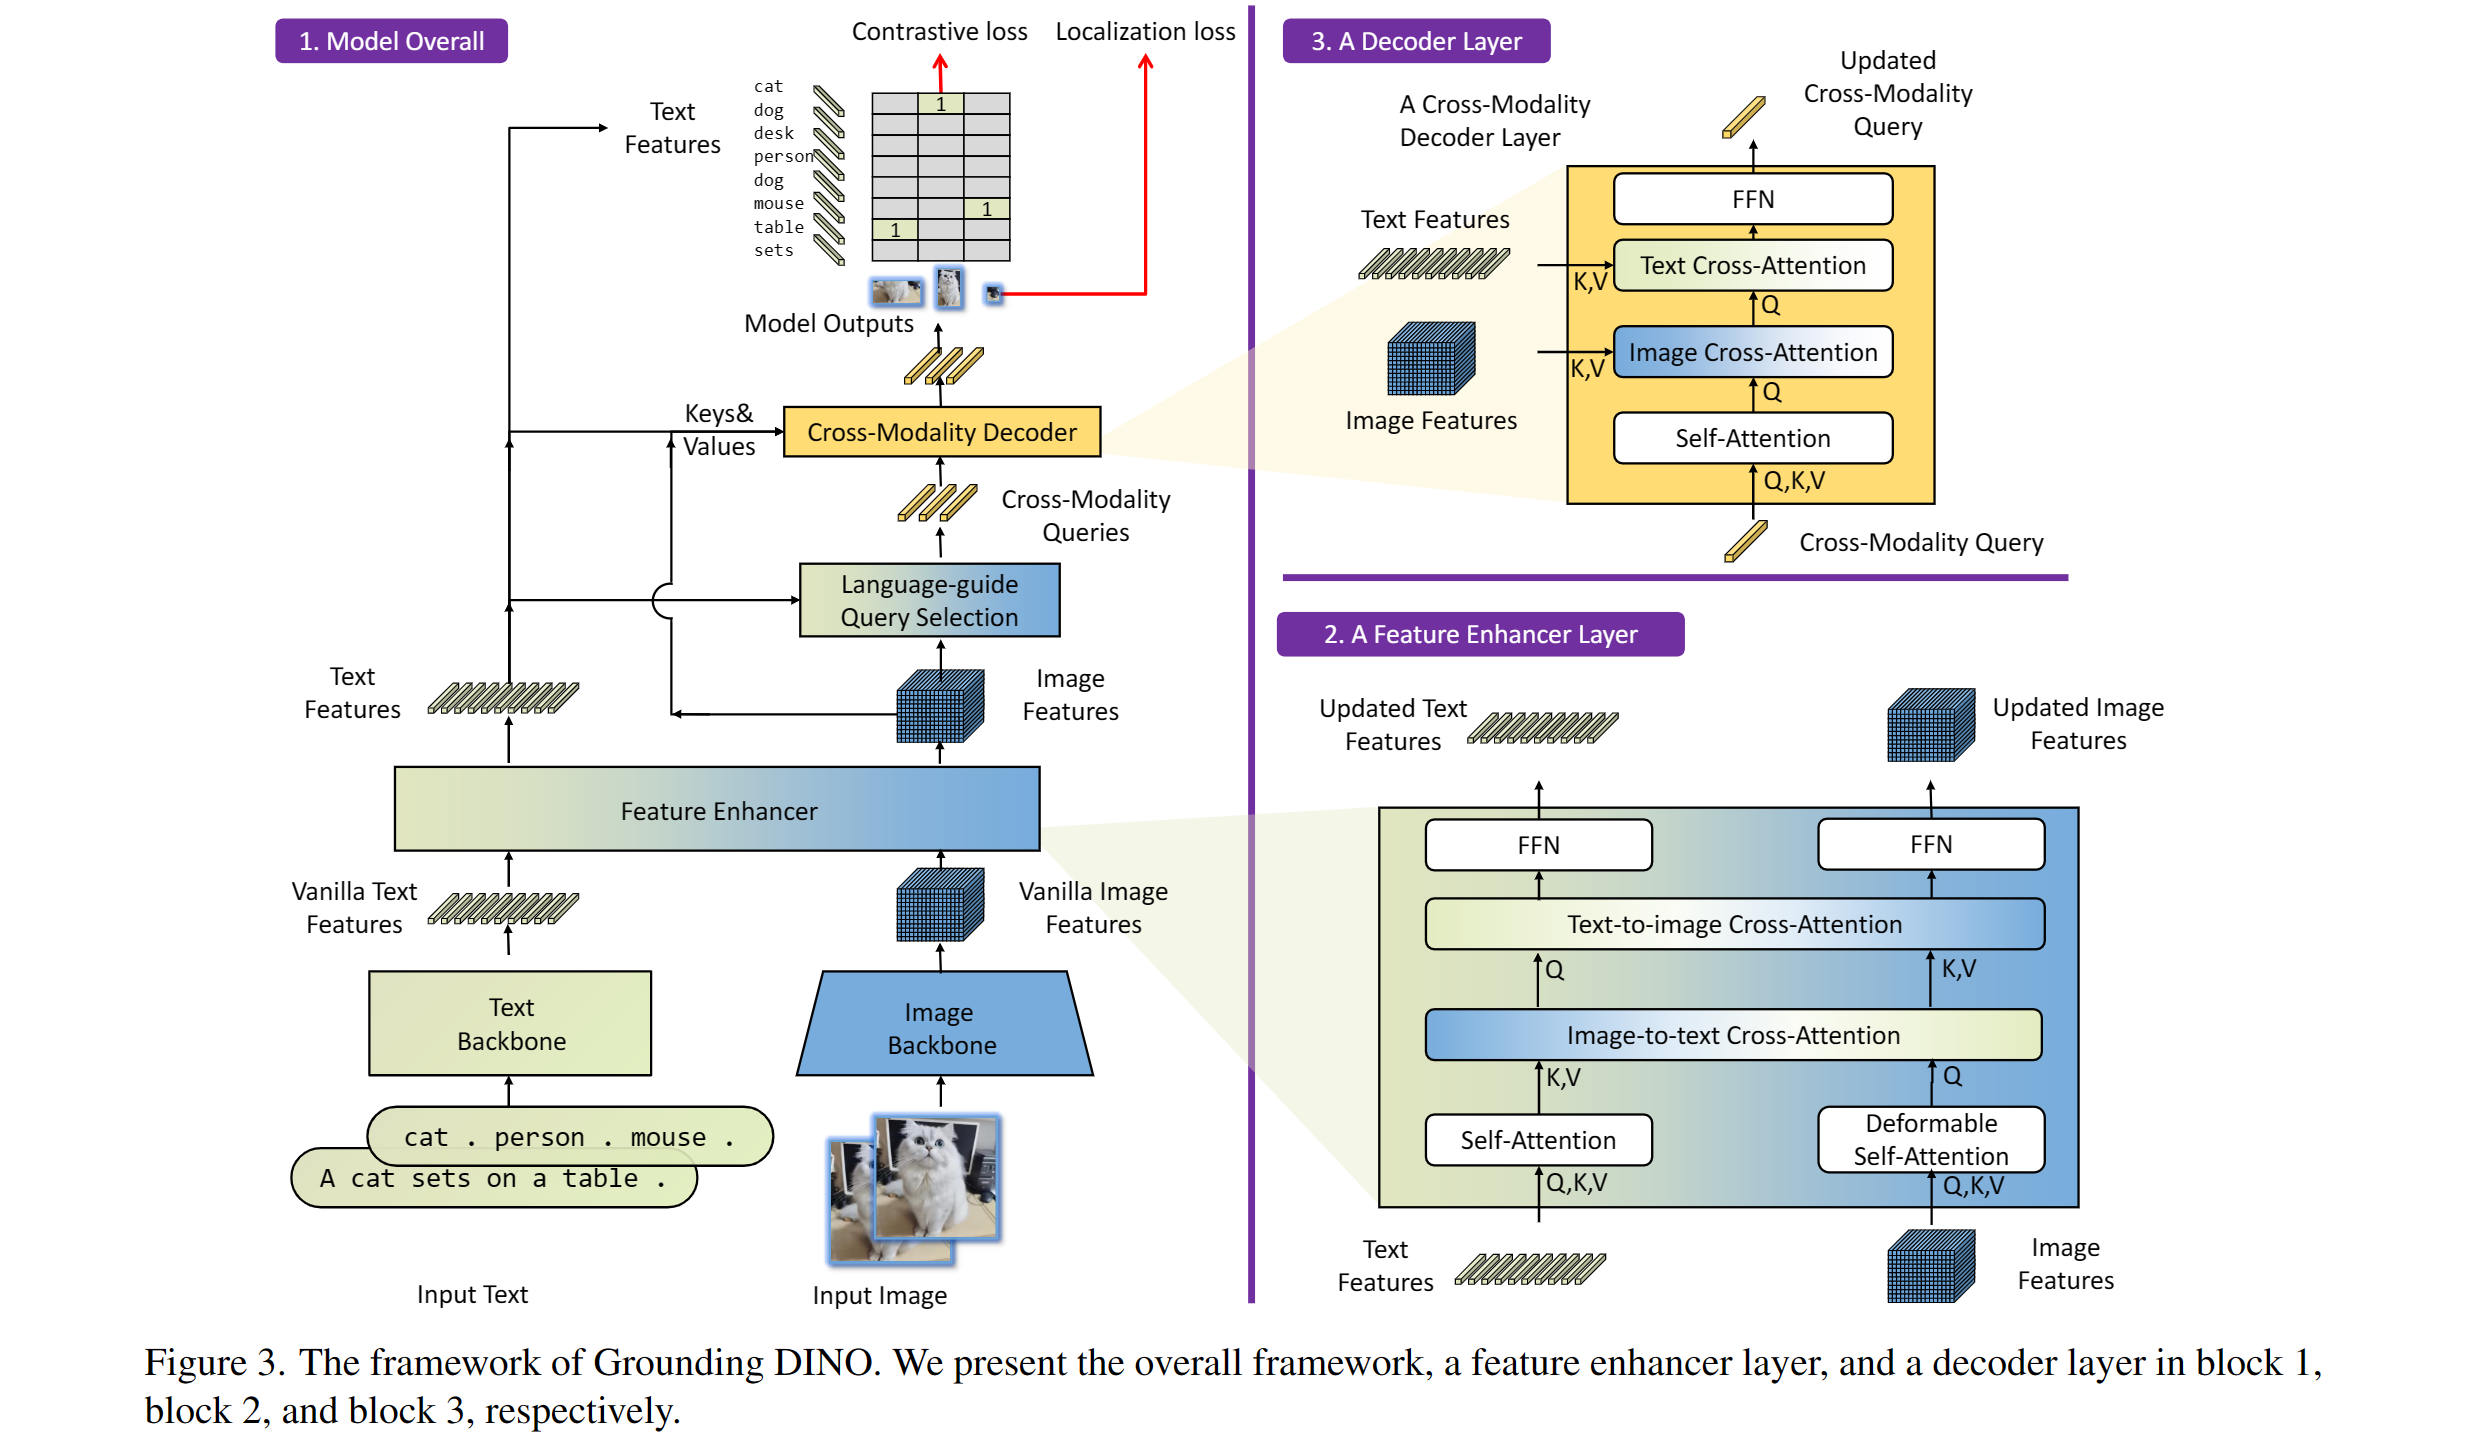 1. Model Overall
Contrastive loss
Localization loss
Text
Features
cat
dog
desk
person
dog
mouse
table
sets
1
1
1
Model Outputs
Keys&
Values
Cross-Modality Decoder
Cross-Modality
Queries
Language-guide
Query Selection
Text
Features
Image
Features
Feature Enhancer
Vanilla Text
Features
Vanilla Image
Features
Text
Backbone
Image
Backbone
cat . person . mouse .
A cat sets on a table .
Input Text
Input Image
3. A Decoder Layer
A Cross-Modality
Decoder Layer
Updated
Cross-Modality
Query
FFN
Text Features
Text Cross-Attention
K,V
Q
Image Cross-Attention
K,V
Q
Image Features
Self-Attention
Q,K,V
Cross-Modality Query
2. A Feature Enhancer Layer
Updated Text
Features
Updated Image
Features
FFN
FFN
Text-to-image Cross-Attention
Q
K,V
Image-to-text Cross-Attention
K,V
Q
Self-Attention
Deformable
Self-Attention
Q,K,V
Q,K,V
Text
Features
Image
Features
Figure 3. The framework of Grounding DINO. We present the overall framework, a feature enhancer layer, and a decoder layer in block 1,
block 2, and block 3, respectively.